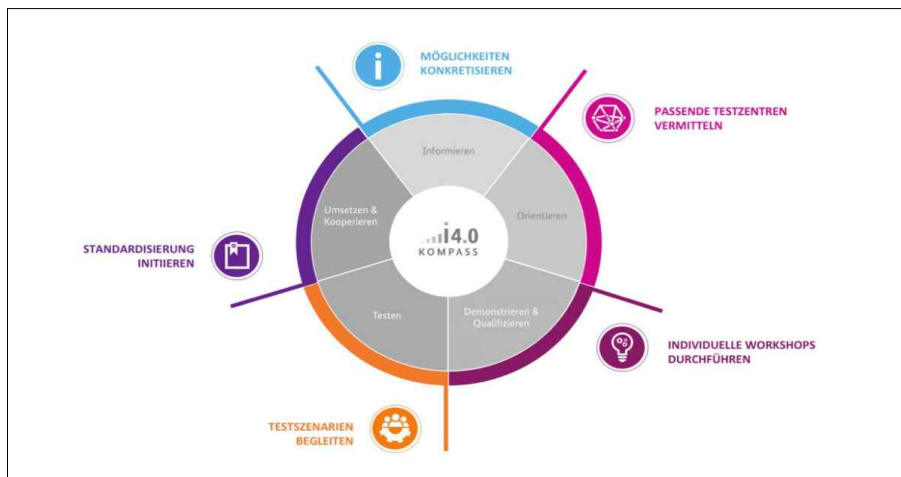 MÖGLICHKEITEN
KONKRETISIEREN
PASSENDE TESTZENTREN
VERMITTELN
Informieren
Umsetzen &
Kooperieren
Orientieren
i4.0
KOMPASS
STANDARDISIERUNG
INITIIEREN
Testen
Demonstrieren &
Qualifizieren
INDIVIDUELLE WORKSHOPS
DURCHFÜHREN
TESTSZENARIEN
BEGLEITEN